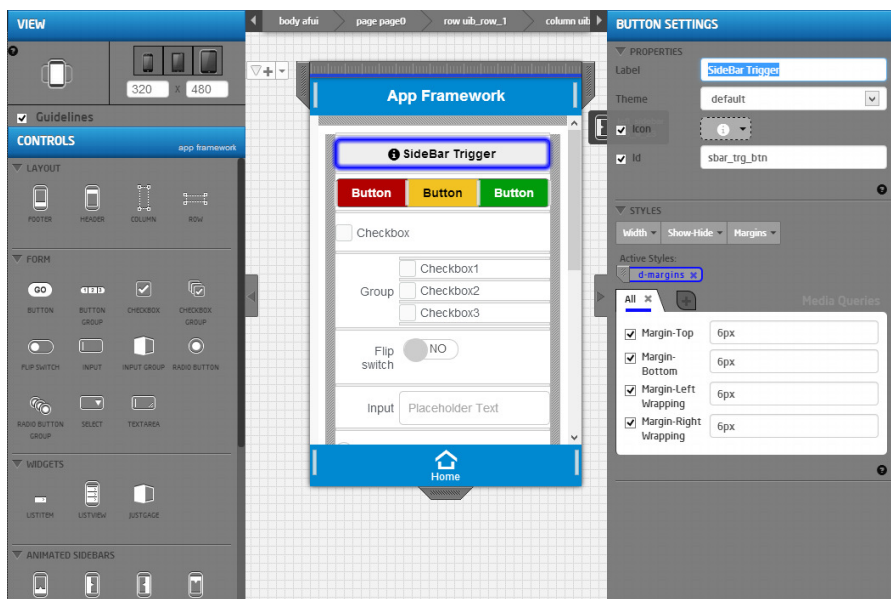 VIEW
320 x 480
Guidelines
CONTROLS
app framework
LAYOUT
FOOTER HEADER COLUMN ROW
FORM
GO
BUTTON BUTTON GROUP CHECKBOX CHECKBOX GROUP
FLIP SWITCH INPUT INPUT GROUP RADIO BUTTON
RADIO BUTTON GROUP SELECT TEXTAREA
WIDGETS
LISTITEM LISTVIEW JUSTGAGE
ANIMATED SIDEBARS
body afui page page0 row uib_row_1 column uib
App Framework
SideBar Trigger
Button Button Button
Checkbox
Group
Checkbox1
Checkbox2
Checkbox3
Flip switch
NO
Input Placeholder Text
Home
BUTTON SETTINGS
PROPERTIES
Label SideBar Trigger
Theme default
Icon
Id sbar_trg_btn
STYLES
Width Show-Hide Margins
Active Styles:
d-margins x
All x
Media Queries
Margin-Top 6px
Margin-Bottom 6px
Margin-Left Wrapping 6px
Margin-Right Wrapping 6px